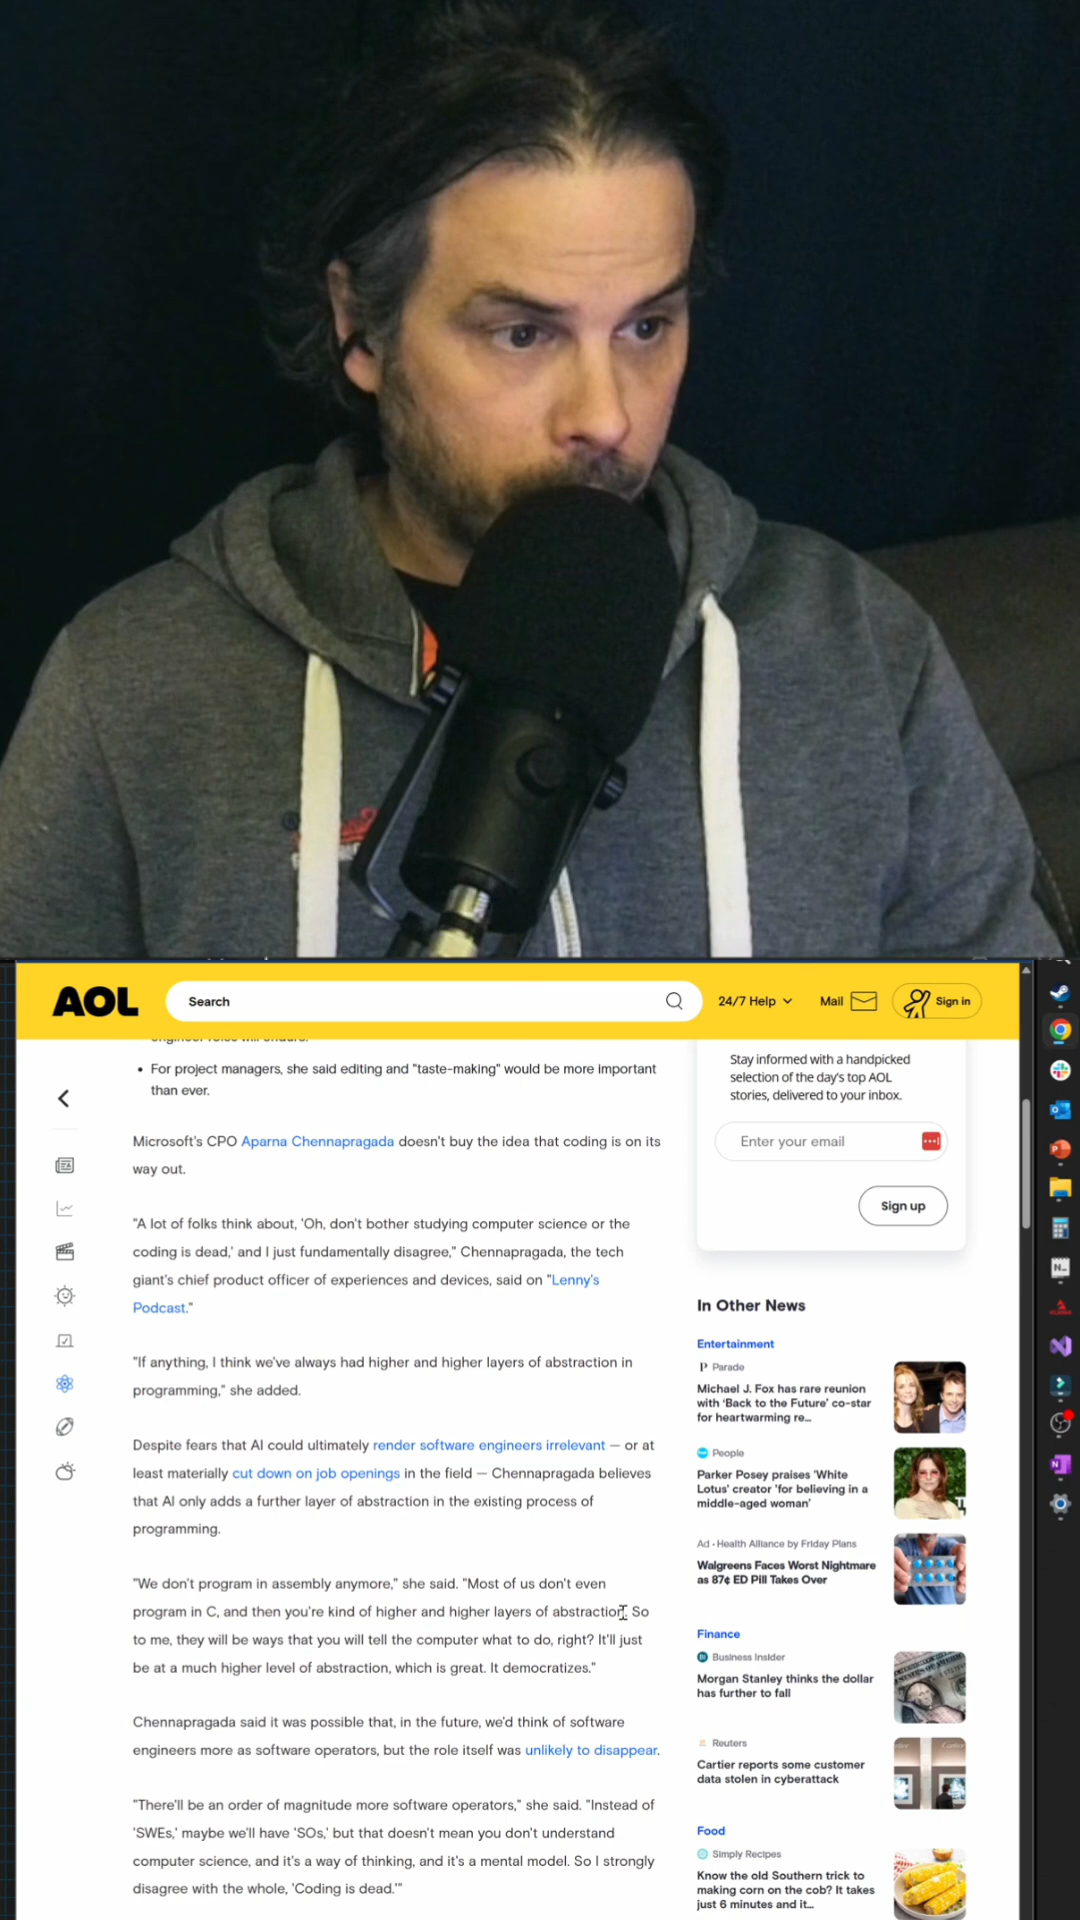 AOL
Search
24/7 Help
Mail
Sign in
engineer roles will endure.
• For project managers, she said editing and "taste-making" would be more important
than ever.
Microsoft's CPO Aparna Chennapragada doesn't buy the idea that coding is on its
way out.
"A lot of folks think about, 'Oh, don't bother studying computer science or the
coding is dead,' and I just fundamentally disagree," Chennapragada, the tech
giant's chief product officer of experiences and devices, said on "Lenny's
Podcast."
"If anything, I think we've always had higher and higher layers of abstraction in
programming," she added.
Despite fears that AI could ultimately render software engineers irrelevant — or at
least materially cut down on job openings in the field — Chennapragada believes
that AI only adds a further layer of abstraction in the existing process of
programming.
"We don't program in assembly anymore," she said. "Most of us don't even
program in C, and then you're kind of higher and higher layers of abstraction. So
to me, they will be ways that you will tell the computer what to do, right? It'll just
be at a much higher level of abstraction, which is great. It democratizes."
Chennapragada said it was possible that, in the future, we'd think of software
engineers more as software operators, but the role itself was unlikely to disappear.
"There'll be an order of magnitude more software operators," she said. "Instead of
'SWEs,' maybe we'll have 'SOs,' but that doesn't mean you don't understand
computer science, and it's a way of thinking, and it's a mental model. So I strongly
disagree with the whole, 'Coding is dead.'"
Stay informed with a handpicked
selection of the day's top AOL
stories, delivered to your inbox.
Enter your email
Sign up
In Other News
Entertainment
P Parade
Michael J. Fox has rare reunion
with 'Back to the Future' co-star
for heartwarming re...
People
Parker Posey praises 'White
Lotus' creator 'for believing in a
middle-aged woman'
Ad • Health Alliance by Friday Plans
Walgreens Faces Worst Nightmare
as 87¢ ED Pill Takes Over
Finance
Business Insider
Morgan Stanley thinks the dollar
has further to fall
Reuters
Cartier reports some customer
data stolen in cyberattack
Food
Simply Recipes
Know the old Southern trick to
making corn on the cob? It takes
just 6 minutes and it...